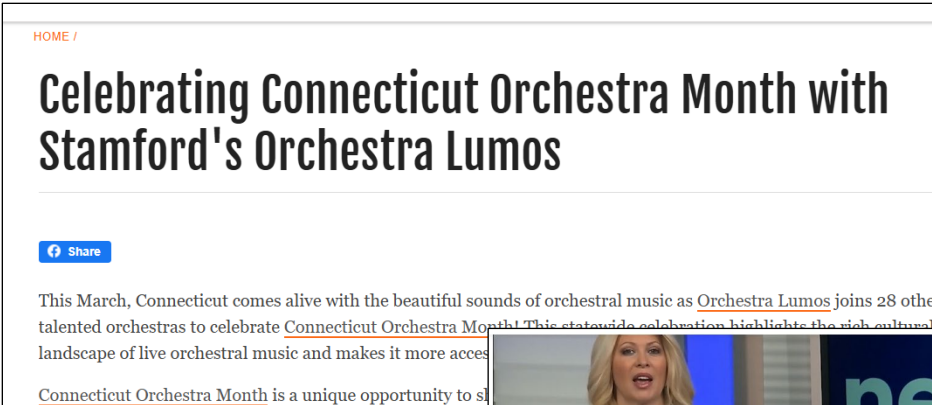 HOME /
Celebrating Connecticut Orchestra Month with
Stamford's Orchestra Lumos
Share
This March, Connecticut comes alive with the beautiful sounds of orchestral music as Orchestra Lumos joins 28
talented orchestras to celebrate Connecticut Orchestra Month! This statewide celebration highlights the rich cultural
landscape of live orchestral music and makes it more
Connecticut Orchestra Month is a unique opportunity to